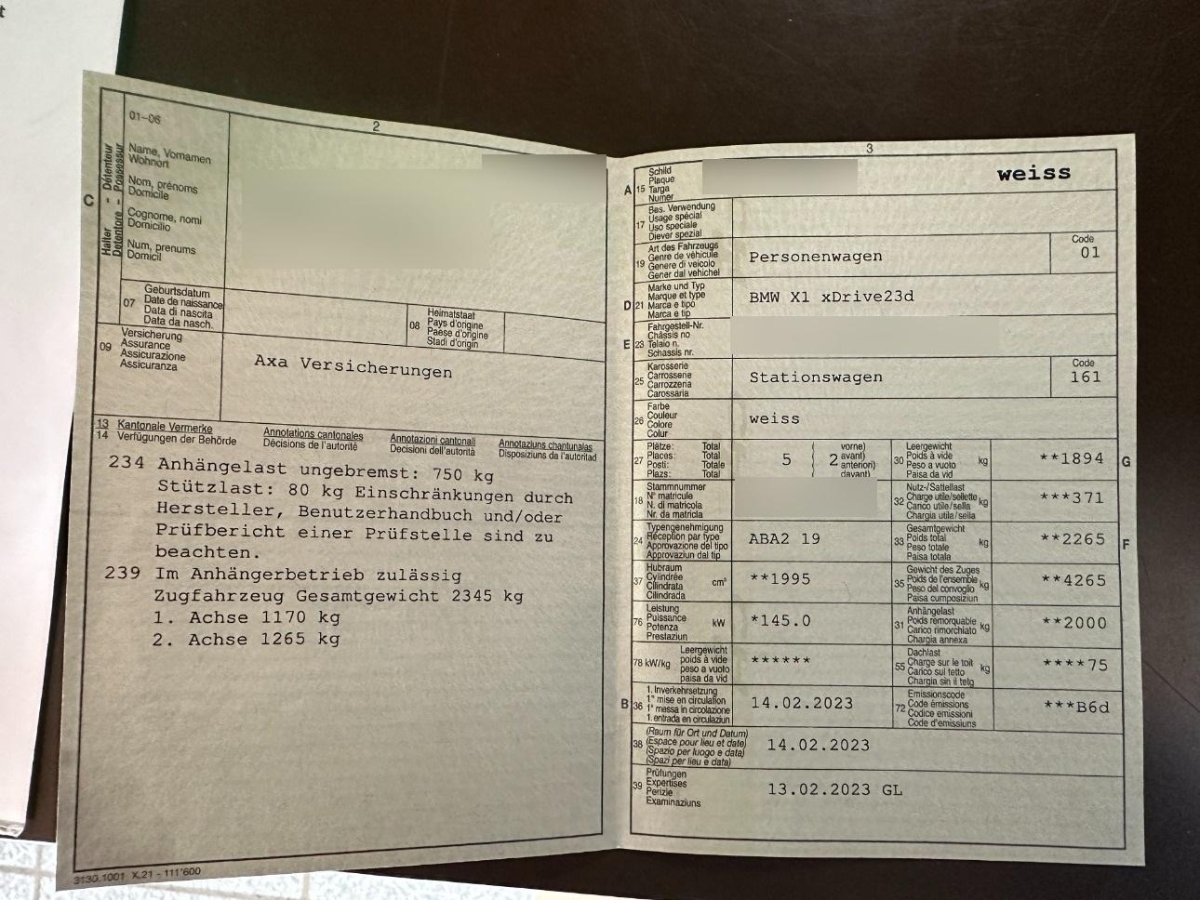 t
2
01–06
Halter - Détenteur
Detentore - Possessur
C
Name, Vornamen
Wohnort
Nom, prénoms
Domicile
Cognome, nomi
Domicilio
Num, prenums
Domicil
07
Geburtsdatum
Date de naissance
Data di nascita
Data da nasch.
08
Heimatstaat
Pays d'origine
Paese d'origine
Stadi d'origin
09
Versicherung
Assurance
Assicurazione
Assicuranza
Axa Versicherungen
13 Kantonale Vermerke Annotations cantonales Annotazioni cantonali Annotaziuns chantunalas
14 Verfügungen der Behörde Décisions de l'autorité Decisioni dell'autorità Disposiziuns da l'autoritad
234 Anhängelast ungebremst: 750 kg
Stützlast: 80 kg Einschränkungen durch
Hersteller, Benutzerhandbuch und/oder
Prüfbericht einer Prüfstelle sind zu
beachten.
239 Im Anhängerbetrieb zulässig
Zugfahrzeug Gesamtgewicht 2345 kg
1. Achse 1170 kg
2. Achse 1265 kg
3130.1001 X.21 - 111'600
3
A 15
Schild
Plaque
Targa
Numer
weiss
17
Bes. Verwendung
Usage spécial
Uso speciale
Diever spezial
19
Art des Fahrzeugs
Genre de véhicule
Genere di veicolo
Gener dal vehichel
Personenwagen
Code
01
D 21
Marke und Typ
Marque et type
Marca e tipo
Marca e tip
BMW X1 xDrive23d
E 23
Fahrgestell-Nr.
Châssis no
Telaio n.
Schassis nr.
25
Karosserie
Carrosserie
Carrozzeria
Carossaria
Stationswagen
Code
161
26
Farbe
Couleur
Colore
Colur
weiss
27
Plätze: Total
Places: Total
Posti: Totale
Plazs: Total
5
2
vorne)
avant)
anteriori)
davant)
30
Leergewicht
Poids à vide
Peso a vuoto
Paisa da vid
kg
**1894
G
18
Stammnummer
N° matricule
N. di matricola
Nr. da matricla
32
Nutz-/Sattellast
Charge utile/sellette
Carico utile/sella
Chargia utile/sella
kg
***371
24
Typengenehmigung
Réception par type
Approvazione del tipo
Approvaziun dal tip
ABA2 19
33
Gesamtgewicht
Poids total
Peso totale
Paisa totala
kg
**2265
F
37
Hubraum
Cylindrée
Cilindrata
Cilindrada
cm³
**1995
35
Gewicht des Zuges
Poids de l'ensemble
Peso del convoglio
Paisa cumposiziun
kg
**4265
76
Leistung
Puissance
Potenza
Prestaziun
kW
*145.0
31
Anhängelast
Poids remorquable
Carico rimorchiato
Chargia annexa
kg
**2000
78 kW/kg
Leergewicht
poids à vide
peso a vuoto
paisa da vid
******
55
Dachlast
Charge sur le toit
Carico sul tetto
Chargia sin il tetg
kg
****75
B 36
1. Inverkehrsetzung
1re mise en circulation
1a messa in circolazione
1. entrada en circulaziun
14.02.2023
72
Emissionscode
Code émissions
Codice emissioni
Code d'emissiuns
***B6d
38
(Raum für Ort und Datum)
(Espace pour lieu et date)
(Spazio per luogo e data)
(Spazi per lieu e data)
14.02.2023
39
Prüfungen
Expertises
Perizie
Examinaziuns
13.02.2023 GL